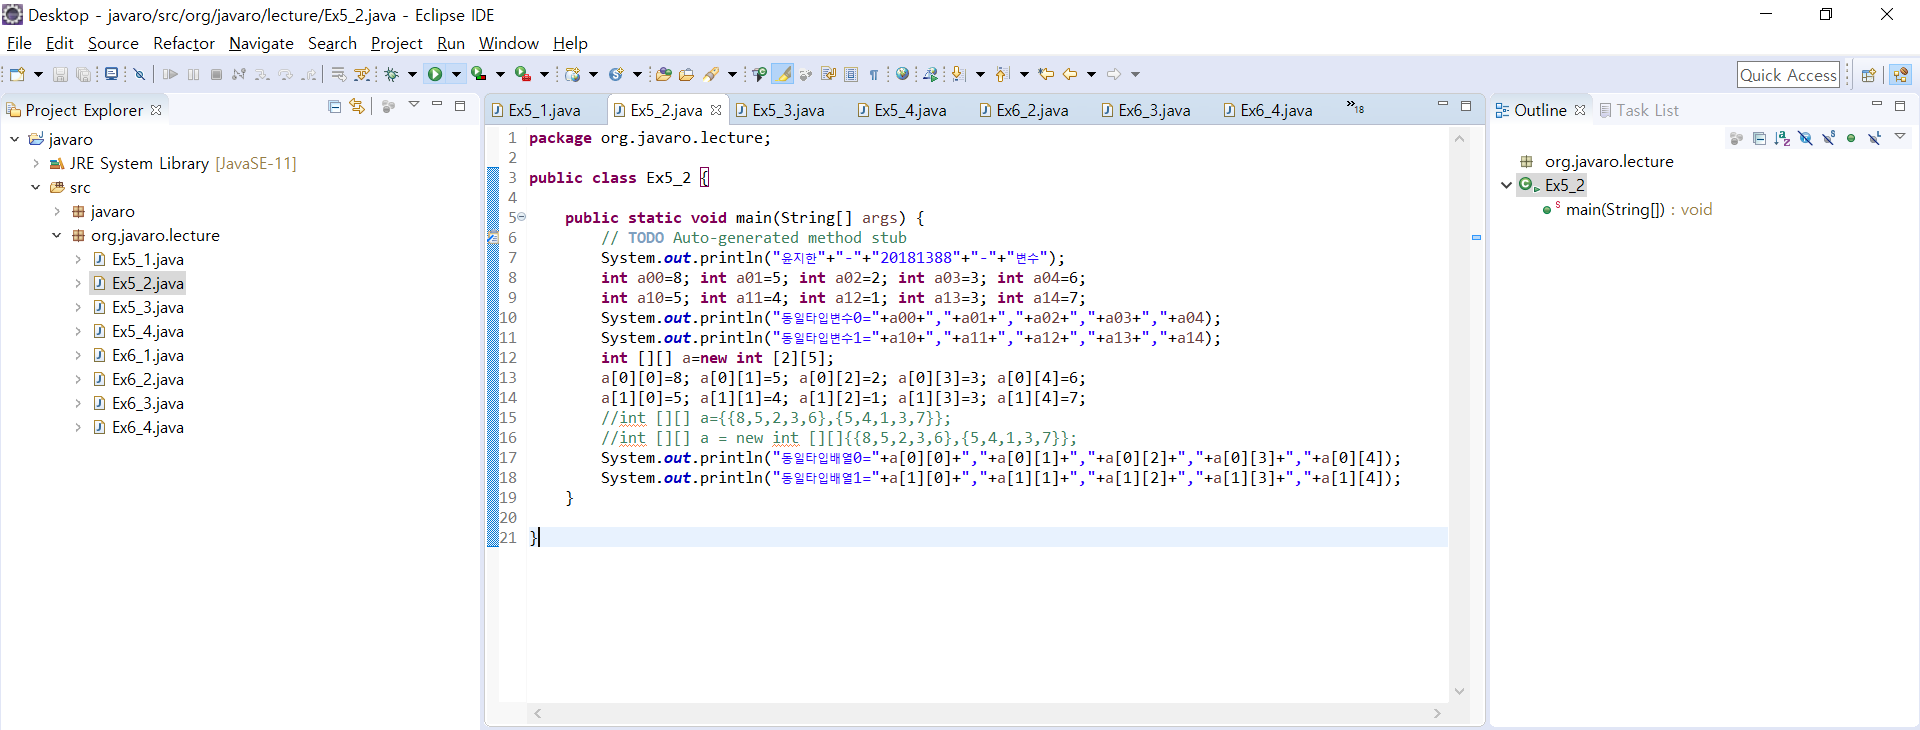 Desktop - javaro/src/org/javaro/lecture/Ex5_2.java - Eclipse IDE
File Edit Source Refactor Navigate Search Project Run Window Help
Quick Access
Project Explorer
javaro
JRE System Library [JavaSE-11]
src
javaro
org.javaro.lecture
Ex5_1.java
Ex5_2.java
Ex5_3.java
Ex5_4.java
Ex6_1.java
Ex6_2.java
Ex6_3.java
Ex6_4.java
Ex5_1.java Ex5_2.java Ex5_3.java Ex5_4.java Ex6_2.java Ex6_3.java Ex6_4.java »18
1 package org.javaro.lecture;
2
3 public class Ex5_2 {
4
5 public static void main(String[] args) {
6 // TODO Auto-generated method stub
7 System.out.println("윤지한"+"-"+"20181388"+"-"+"변수");
8 int a00=8; int a01=5; int a02=2; int a03=3; int a04=6;
9 int a10=5; int a11=4; int a12=1; int a13=3; int a14=7;
10 System.out.println("동일타입변수0="+a00+","+a01+","+a02+","+a03+","+a04);
11 System.out.println("동일타입변수1="+a10+","+a11+","+a12+","+a13+","+a14);
12 int [][] a=new int [2][5];
13 a[0][0]=8; a[0][1]=5; a[0][2]=2; a[0][3]=3; a[0][4]=6;
14 a[1][0]=5; a[1][1]=4; a[1][2]=1; a[1][3]=3; a[1][4]=7;
15 //int [][] a={{8,5,2,3,6},{5,4,1,3,7}};
16 //int [][] a = new int [][]{{8,5,2,3,6},{5,4,1,3,7}};
17 System.out.println("동일타입배열0="+a[0][0]+","+a[0][1]+","+a[0][2]+","+a[0][3]+","+a[0][4]);
18 System.out.println("동일타입배열1="+a[1][0]+","+a[1][1]+","+a[1][2]+","+a[1][3]+","+a[1][4]);
19 }
20
21 }
Outline Task List
org.javaro.lecture
Ex5_2
main(String[]) : void